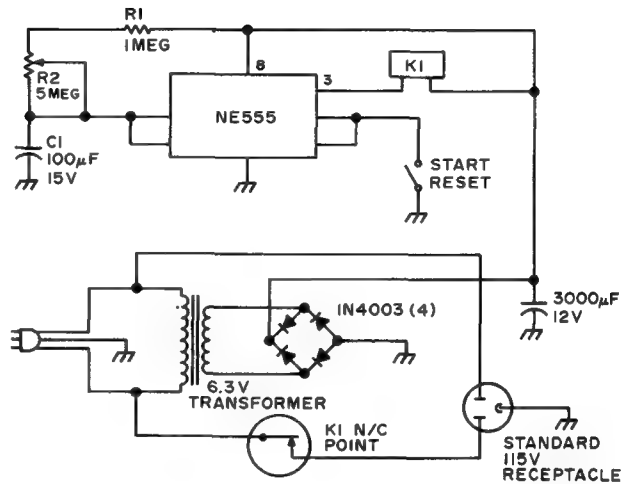 R1
1MEG
8
3
K1
R2
5MEG
NE555
C1
100µF
15V
START
RESET
1N4003 (4)
3000µF
12V
6.3V
TRANSFORMER
K1 N/C
POINT
STANDARD
115V
RECEPTACLE